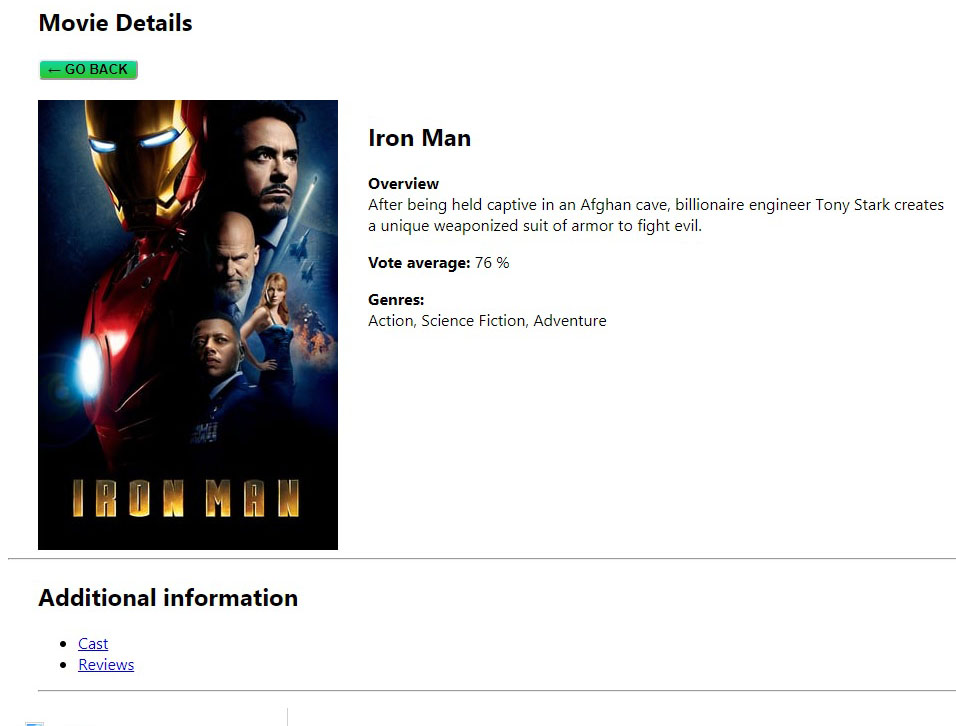 Movie Details
← GO BACK
Iron Man
Overview
After being held captive in an Afghan cave, billionaire engineer Tony Stark creates
a unique weaponized suit of armor to fight evil.
Vote average: 76 %
Genres:
Action, Science Fiction, Adventure
IRON MAN
Additional information
Cast
Reviews